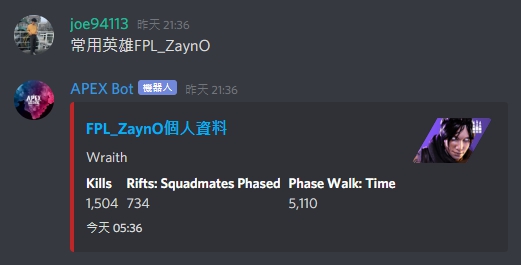 joe94113 昨天 21:36
常用英雄FPL_ZaynO
APEX Bot 機器人 昨天 21:36
FPL_ZaynO個人資料
Wraith
Kills Rifts: Squadmates Phased Phase Walk: Time
1,504 734 5,110
今天 05:36